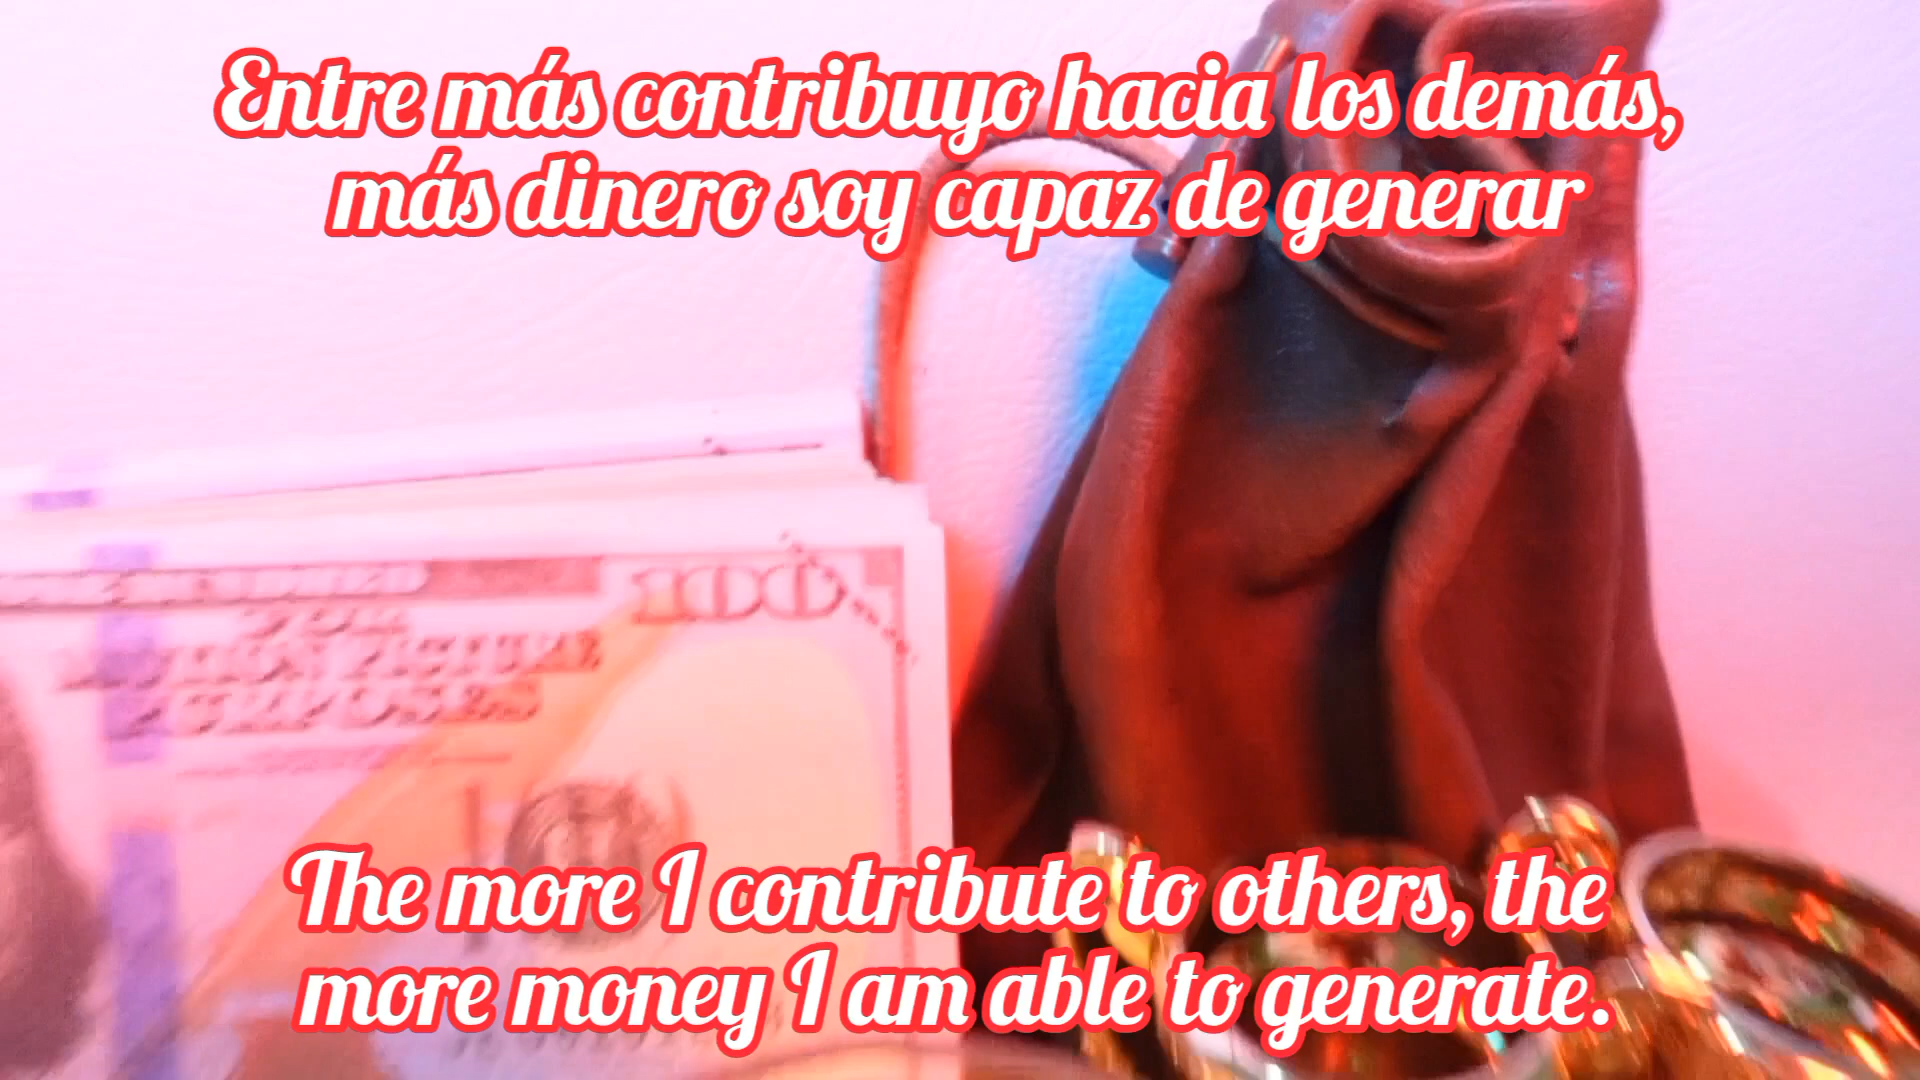 Entre más contribuyo hacia los demás,
más dinero soy capaz de generar
100
The more I contribute to others, the
more money I am able to generate.